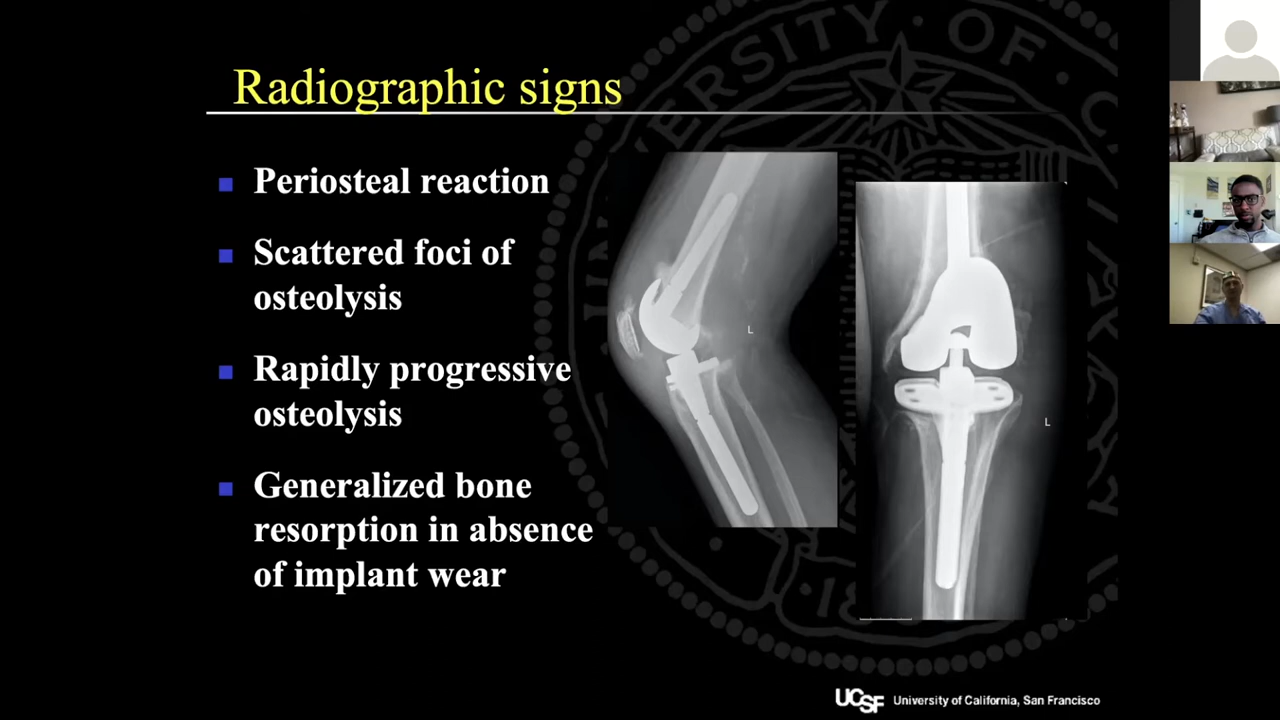 Radiographic signs
Periosteal reaction
Scattered foci of
osteolysis
Rapidly progressive
osteolysis
Generalized bone
resorption in absence
of implant wear
L
L
UCSF University of California, San Francisco